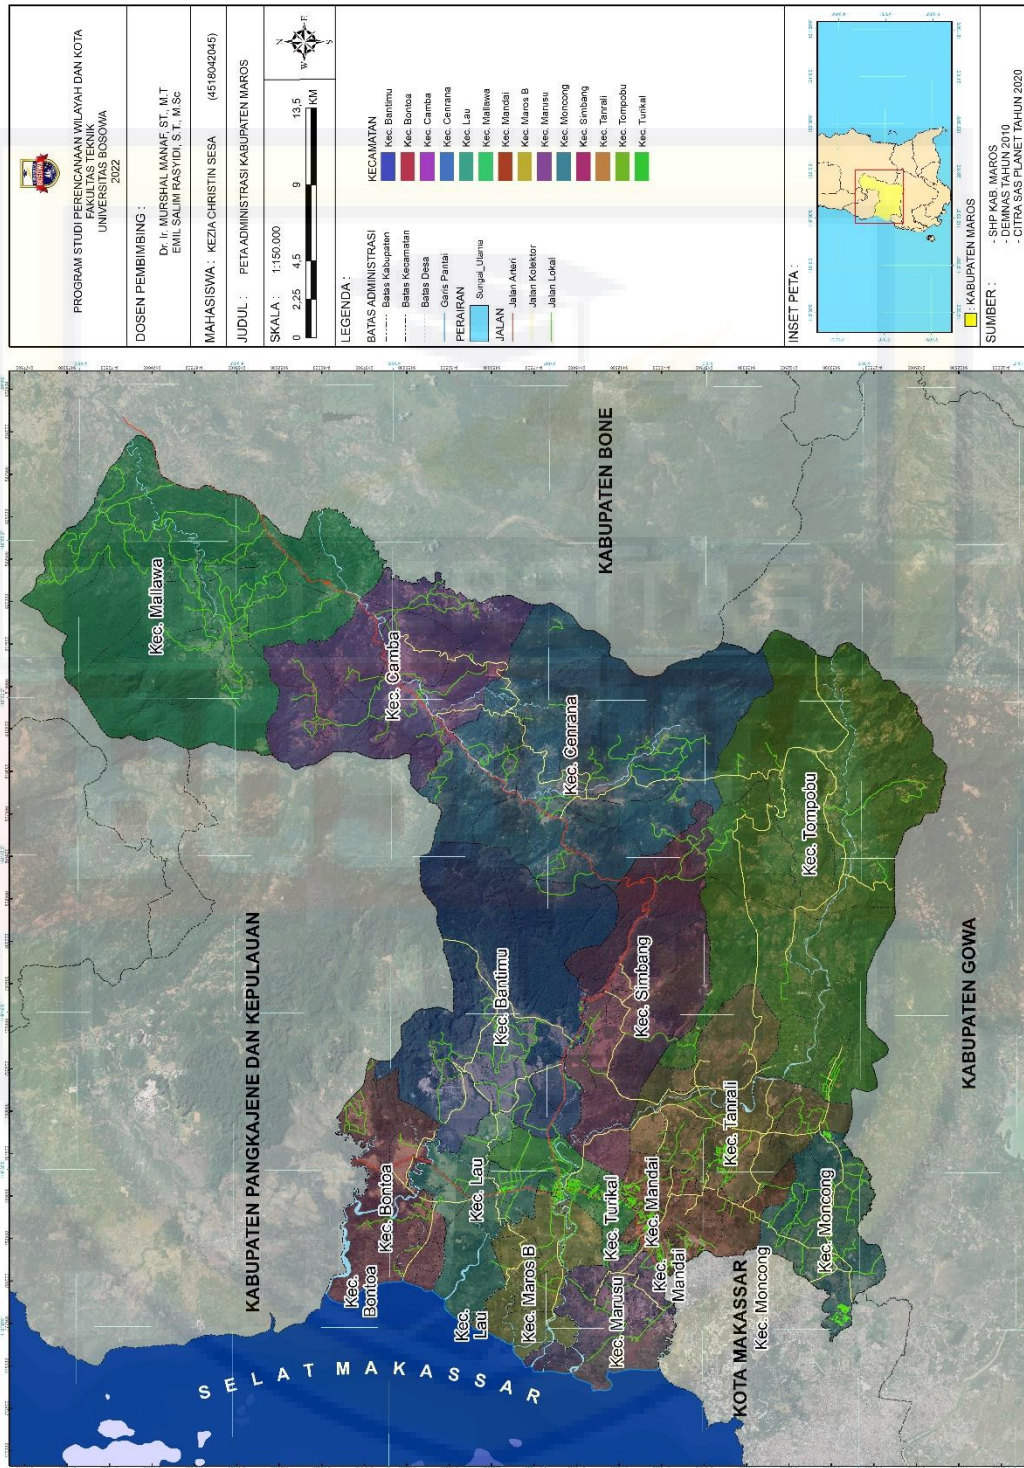 PROGRAM STUDI PERENCANAAN WILAYAH DAN KOTA
FAKULTAS TEKNIK
UNIVERSITAS BOSOWA
2022
DOSEN PEMBIMBING :
Dr. Ir. MURSHAL MANAF, ST., M.T
EMIL SALIM RASYIDI, S.T., M.Sc
MAHASISWA : KEZIA CHRISTIN SESA (4518042045)
JUDUL : PETA ADMINISTRASI KABUPATEN MAROS
SKALA : 1:150.000
0 2,25 4,5 9 13,5
KM
N
E
S
W
LEGENDA :
BATAS ADMINISTRASI
Batas Kabupaten
Batas Kecamatan
Batas Desa
Garis Pantai
PERAIRAN
Sungai_Utama
JALAN
Jalan Arteri
Jalan Kolektor
Jalan Lokal
KECAMATAN
Kec. Bantimu
Kec. Bontoa
Kec. Camba
Kec. Cenrana
Kec. Lau
Kec. Mallawa
Kec. Mandai
Kec. Maros B
Kec. Marusu
Kec. Moncong
Kec. Simbang
Kec. Tanrali
Kec. Tompobu
Kec. Turikal
INSET PETA :
KABUPATEN MAROS
SUMBER :
- SHP KAB. MAROS
- DEMNAS TAHUN 2010
- CITRA SAS PLANET TAHUN 2020
KABUPATEN PANGKAJENE DAN KEPULAUAN
KABUPATEN BONE
KABUPATEN GOWA
KOTA MAKASSAR
SELAT MAKASSAR
Kec. Mallawa
Kec. Camba
Kec. Cenrana
Kec. Tompobu
Kec. Bantimu
Kec. Simbang
Kec. Bontoa
Kec.
Bontoa
Kec. Lau
Kec.
Lau
Kec. Maros B
Kec. Turikal
Kec. Marusu
Kec. Mandai
Kec.
Mandai
Kec. Tanrali
Kec. Moncong
Kec. Moncong